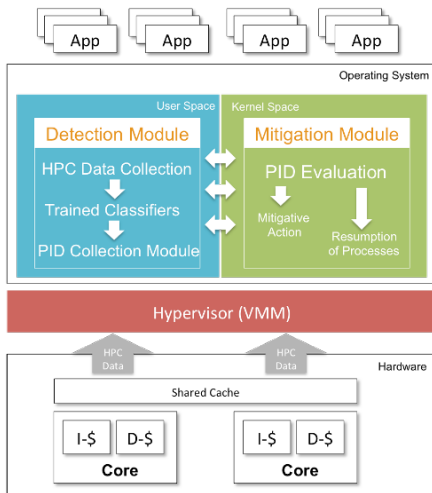 App App App App
Operating System
User Space Kernel Space
Detection Module Mitigation Module
HPC Data Collection PID Evaluation
Trained Classifiers
Mitigative
Action
PID Collection Module
Resumption
of Processes
Hypervisor (VMM)
HPC
Data
HPC
Data
Hardware
Shared Cache
I-$ D-$ I-$ D-$
Core Core